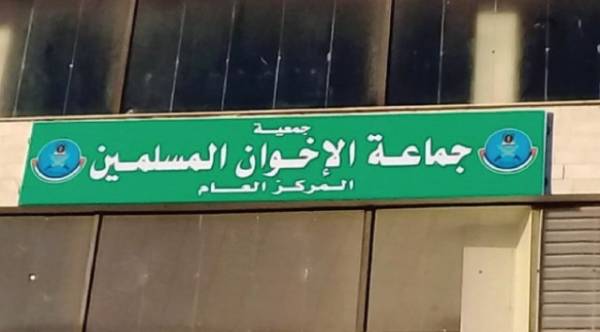 جمعية
جماعة الإخوان المسلمين
المركز العام